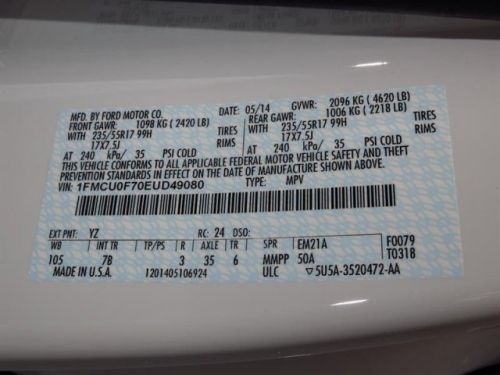 MFD. BY FORD MOTOR CO. DATE: 05/14 GVWR: 2096 KG ( 4620 LB)
FRONT GAWR: 1098 KG ( 2420 LB) REAR GAWR: 1006 KG ( 2218 LB)
WITH 235/55R17 99H TIRES WITH 235/55R17 99H TIRES
17X7.5J RIMS 17X7.5J RIMS
AT 240 kPa/ 35 PSI COLD AT 240 kPa/ 35 PSI COLD
THIS VEHICLE CONFORMS TO ALL APPLICABLE FEDERAL MOTOR VEHICLE SAFETY AND THEFT
PREVENTION STANDARDS IN EFFECT ON THE DATE OF MANUFACTURE SHOWN ABOVE.
VIN: 1FMCU0F70EUD49080 TYPE: MPV
EXT PNT: YZ RC: 24 DSO:
WB INT TR TP/PS R AXLE TR SPR EM21A F0079
105 7B 3 35 6 MMPP 50A T0318
MADE IN U.S.A. 1201405106924 ULC 5U5A-3520472-AA